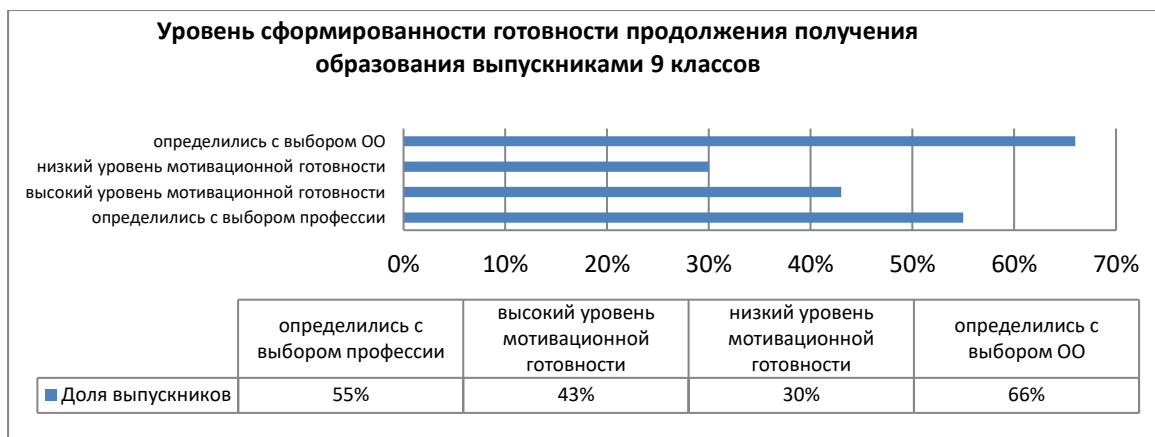 Уровень сформированности готовности продолжения получения
образования выпускниками 9 классов
определились с выбором ОО
низкий уровень мотивационной готовности
высокий уровень мотивационной готовности
определились с выбором профессии
0% 10% 20% 30% 40% 50% 60% 70%
определились с
выбором профессии
высокий уровень
мотивационной
готовности
низкий уровень
мотивационной
готовности
определились с
выбором ОО
Доля выпускников 55% 43% 30% 66%